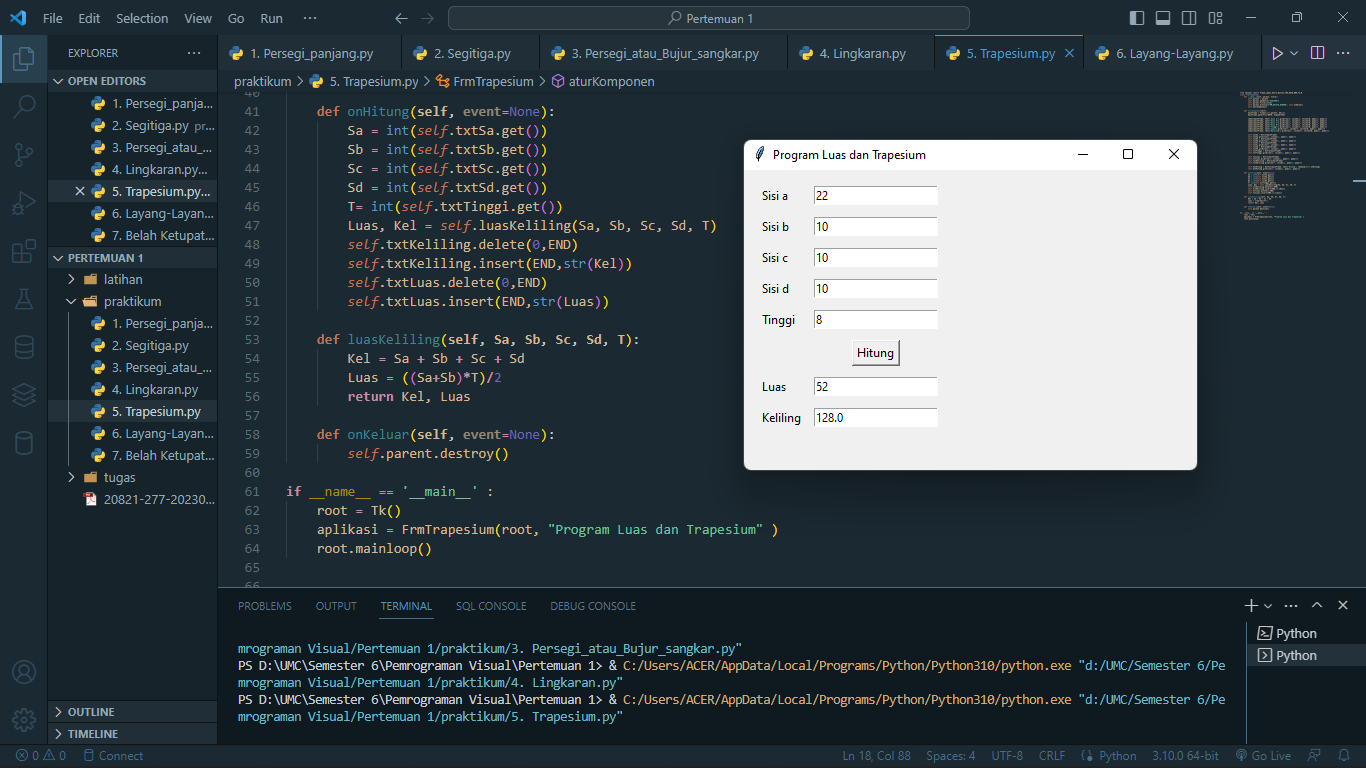 File Edit Selection View Go Run ··· Pertemuan 1
EXPLORER ···
OPEN EDITORS
1. Persegi_panja...
2. Segitiga.py pr...
3. Persegi_atau_...
4. Lingkaran.py...
5. Trapesium.py...
6. Layang-Layan...
7. Belah Ketupat...
PERTEMUAN 1
latihan
praktikum
1. Persegi_panja...
2. Segitiga.py
3. Persegi_atau_...
4. Lingkaran.py
5. Trapesium.py
6. Layang-Layan...
7. Belah Ketupat...
tugas
20821-277-20230...
OUTLINE
TIMELINE
1. Persegi_panjang.py 2. Segitiga.py 3. Persegi_atau_Bujur_sangkar.py 4. Lingkaran.py 5. Trapesium.py 6. Layang-Layang.py
praktikum > 5. Trapesium.py > FrmTrapesium > aturKomponen
40
41 def onHitung(self, event=None):
42 Sa = int(self.txtSa.get())
43 Sb = int(self.txtSb.get())
44 Sc = int(self.txtSc.get())
45 Sd = int(self.txtSd.get())
46 T= int(self.txtTinggi.get())
47 Luas, Kel = self.luasKeliling(Sa, Sb, Sc, Sd, T)
48 self.txtKeliling.delete(0,END)
49 self.txtKeliling.insert(END,str(Kel))
50 self.txtLuas.delete(0,END)
51 self.txtLuas.insert(END,str(Luas))
52
53 def luasKeliling(self, Sa, Sb, Sc, Sd, T):
54 Kel = Sa + Sb + Sc + Sd
55 Luas = ((Sa+Sb)*T)/2
56 return Kel, Luas
57
58 def onKeluar(self, event=None):
59 self.parent.destroy()
60
61 if __name__ == '__main__' :
62 root = Tk()
63 aplikasi = FrmTrapesium(root, "Program Luas dan Trapesium" )
64 root.mainloop()
65
66
Program Luas dan Trapesium
Sisi a 22
Sisi b 10
Sisi c 10
Sisi d 10
Tinggi 8
Hitung
Luas 52
Keliling 128.0
PROBLEMS OUTPUT TERMINAL SQL CONSOLE DEBUG CONSOLE
mrograman Visual/Pertemuan 1/praktikum/3. Persegi_atau_Bujur_sangkar.py"
PS D:\UMC\Semester 6\Pemrograman Visual\Pertemuan 1> & C:/Users/ACER/AppData/Local/Programs/Python/Python310/python.exe "d:/UMC/Semester 6/Pe
mrograman Visual/Pertemuan 1/praktikum/4. Lingkaran.py"
PS D:\UMC\Semester 6\Pemrograman Visual\Pertemuan 1> & C:/Users/ACER/AppData/Local/Programs/Python/Python310/python.exe "d:/UMC/Semester 6/Pe
mrograman Visual/Pertemuan 1/praktikum/5. Trapesium.py"
Python
Python
0 0 Connect Ln 18, Col 88 Spaces: 4 UTF-8 CRLF Python 3.10.0 64-bit Go Live